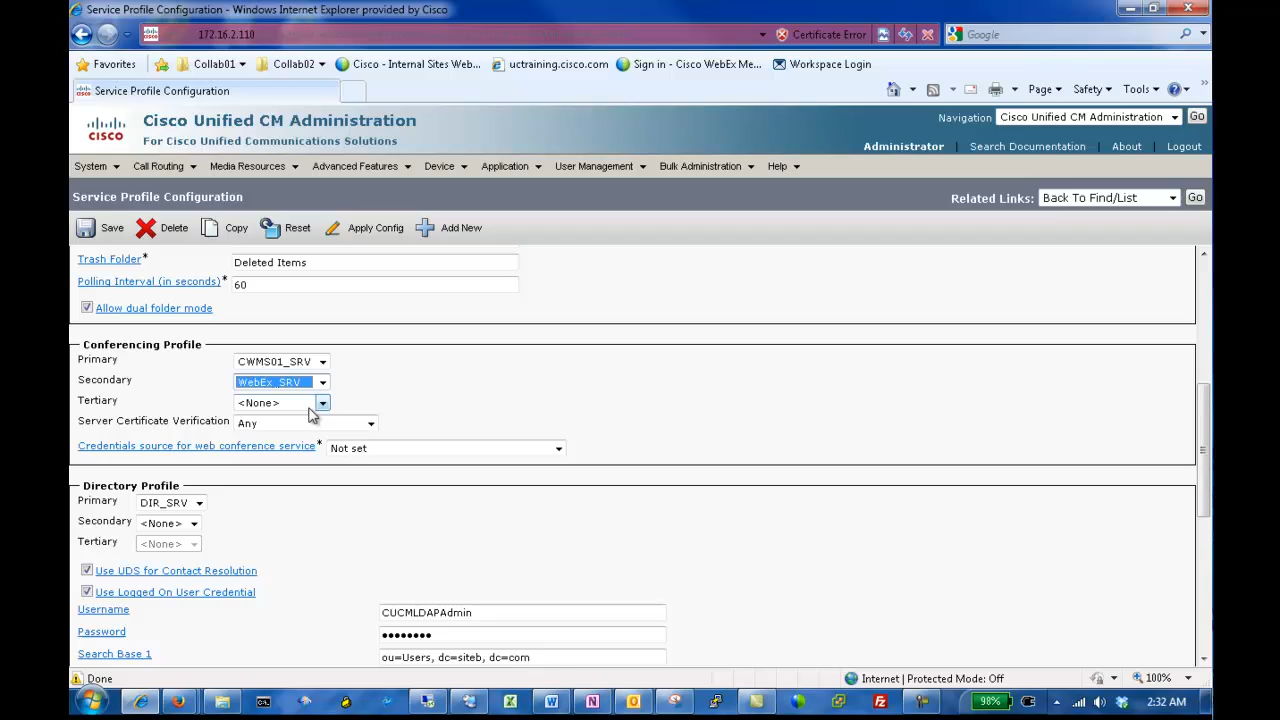 Service Profile Configuration - Windows Internet Explorer provided by Cisco
172.16.2.110
Certificate Error
Google
Favorites
Collab01
Collab02
Cisco - Internal Sites Web...
uctraining.cisco.com
Sign in - Cisco WebEx Me...
Workspace Login
Service Profile Configuration
Page
Safety
Tools
CISCO
Cisco Unified CM Administration
For Cisco Unified Communications Solutions
Navigation
Cisco Unified CM Administration
Go
Administrator
Search Documentation
About
Logout
System
Call Routing
Media Resources
Advanced Features
Device
Application
User Management
Bulk Administration
Help
Service Profile Configuration
Related Links:
Back To Find/List
Go
Save
Delete
Copy
Reset
Apply Config
Add New
Trash Folder*
Deleted Items
Polling Interval (in seconds)*
60
Allow dual folder mode
Conferencing Profile
Primary
CWMS01_SRV
Secondary
WebEx_SRV
Tertiary
<None>
Server Certificate Verification
Any
Credentials source for web conference service*
Not set
Directory Profile
Primary
DIR_SRV
Secondary
<None>
Tertiary
<None>
Use UDS for Contact Resolution
Use Logged On User Credential
Username
CUCMLDAPAdmin
Password
●●●●●●●●
Search Base 1
ou=Users, dc=siteb, dc=com
Done
Internet | Protected Mode: Off
100%
98%
2:32 AM